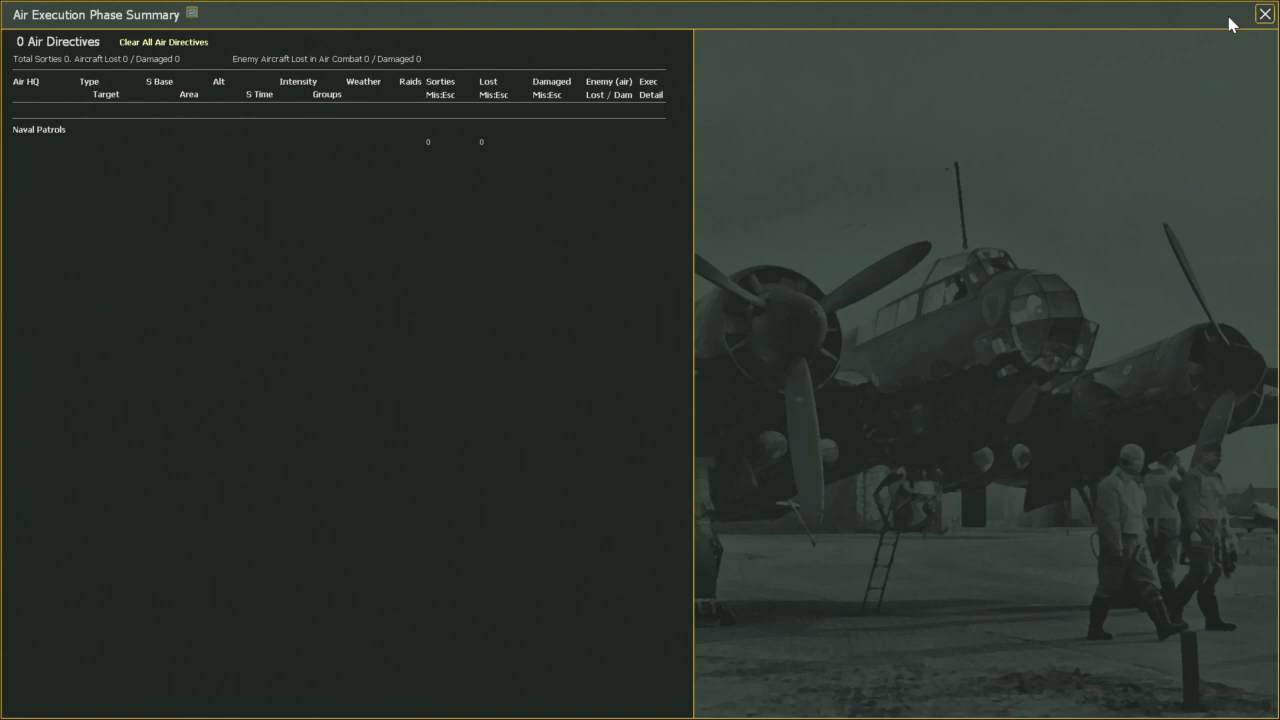 Air Execution Phase Summary
0 Air Directives Clear All Air Directives
Total Sorties 0. Aircraft Lost 0 / Damaged 0 Enemy Aircraft Lost in Air Combat 0 / Damaged 0
Air HQ Type S Base Alt Intensity Weather Raids Sorties Lost Damaged Enemy (air) Exec
Target Area S Time Groups Mis:Esc Mis:Esc Mis:Esc Lost / Dam Detail
Naval Patrols
0 0